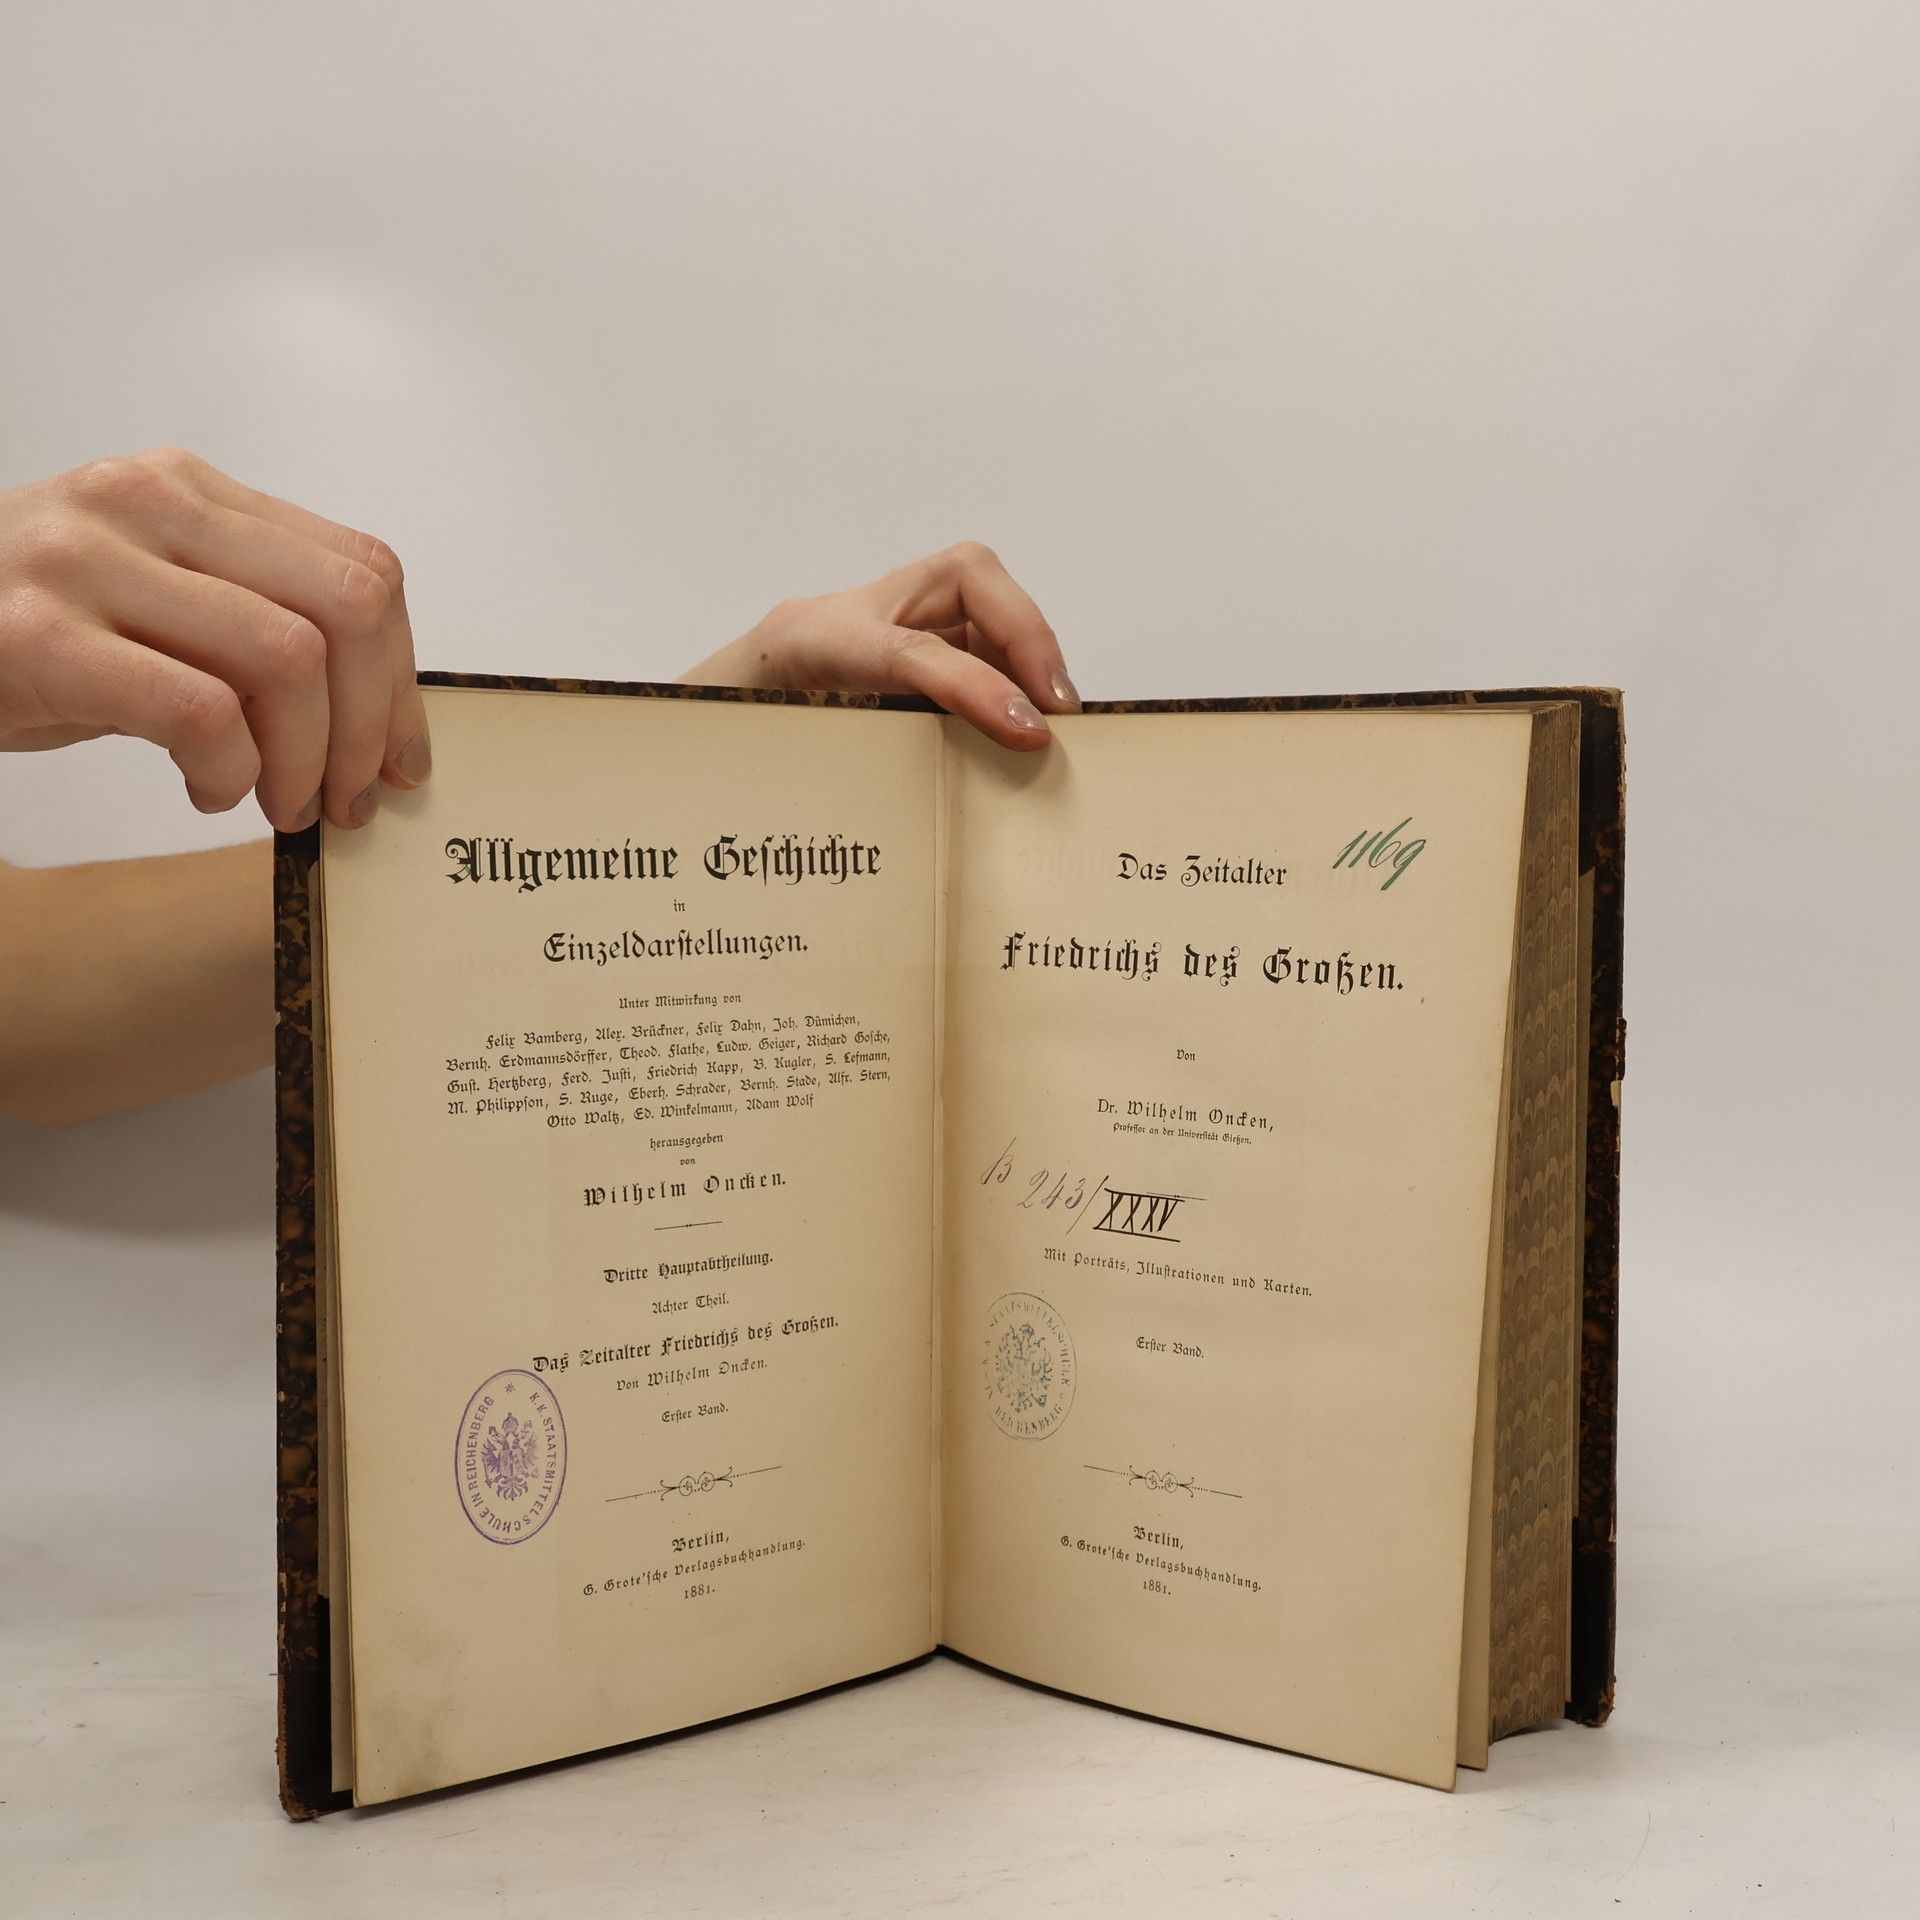 Allgemeine Geschichte
in
Einzeldarstellungen.
Unter Mitwirkung von
Felix Bamberg, Alex. Brückner, Felix Dahn, Joh. Dümichen,
Bernh. Erdmannsdörffer, Theod. Flathe, Ludw. Geiger, Richard Gosche,
Gust. Hertzberg, Ferd. Justi, Friedrich Kapp, B. Kugler, S. Lefmann,
M. Philippson, S. Ruge, Eberh. Schrader, Bernh. Stade, Alfr. Stern,
Otto Waltz, Ed. Winkelmann, Adam Wolf
herausgegeben
von
Wilhelm Oncken.
Dritte Hauptabtheilung.
Achter Theil.
Das Zeitalter Friedrichs des Großen.
Von Wilhelm Oncken.
Erster Band.
K. K. STAATSMITTELSCHULE IN REICHENBERG
Berlin,
G. Grote'sche Verlagsbuchhandlung.
1881.
1169
Das Zeitalter
Friedrichs des Großen.
Von
Dr. Wilhelm Oncken,
Professor an der Universität Gießen.
B 243/XXXV
Mit Porträts, Illustrationen und Karten.
Erster Band.
STAATSMITTELSCHULE REICHENBERG
Berlin,
G. Grote'sche Verlagsbuchhandlung.
1881.